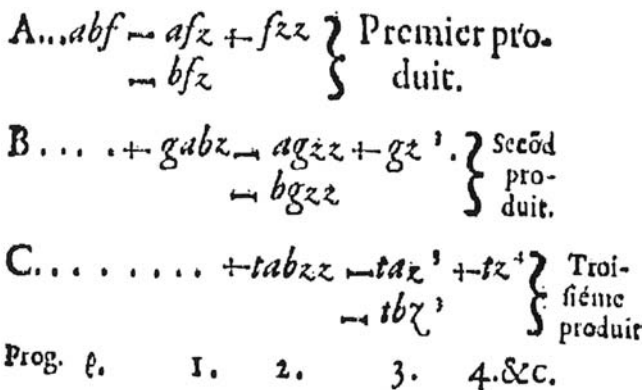 A...abf — afz + fzz } Premier pro-
— bfz duit.
B . . . . + gabz — agzz + gz³. } Secõd
— bgzz pro-
duit.
C. . . . . . . . . +tabzz —taz³ +tz⁴ } Troi-
— tbz³ siéme
produit
Prog. 0. 1. 2. 3. 4.&c.